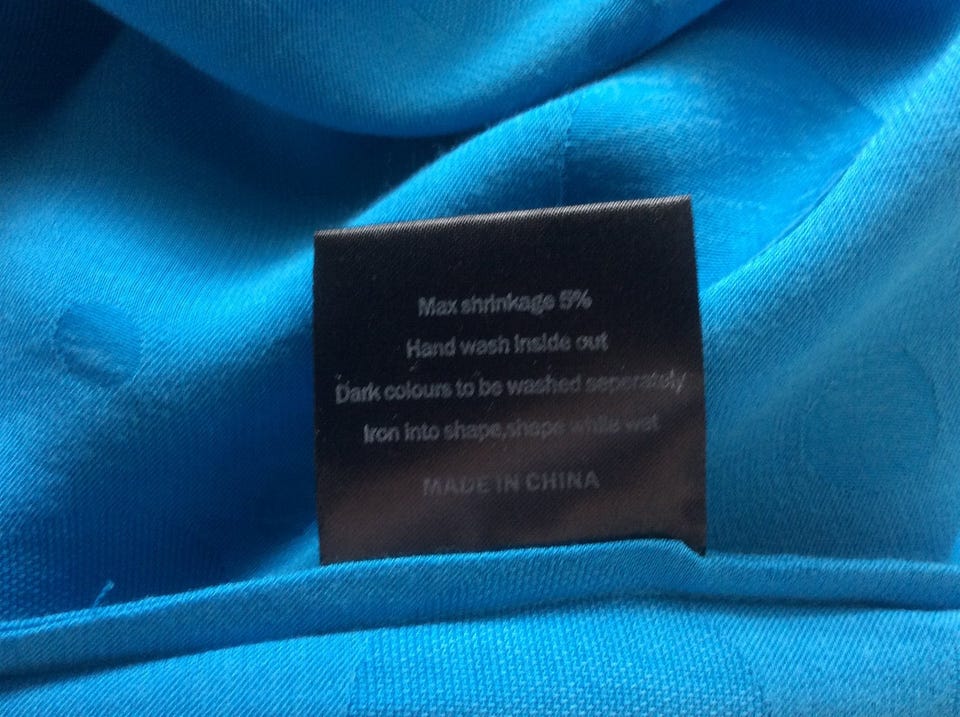 Max shrinkage 5%
Hand wash Inside out
Dark colours to be washed seperately
Iron into shape,shape while wet
MADE IN CHINA